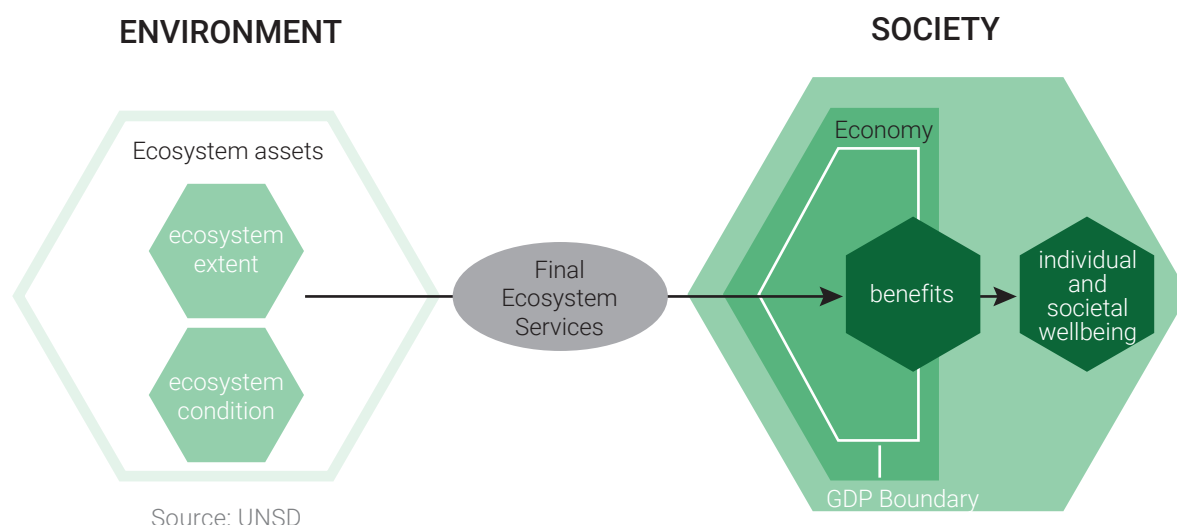 ENVIRONMENT
SOCIETY
Ecosystem assets
ecosystem
extent
ecosystem
condition
Final
Ecosystem
Services
Economy
benefits
individual
and
societal
wellbeing
GDP Boundary
Source: UNSD